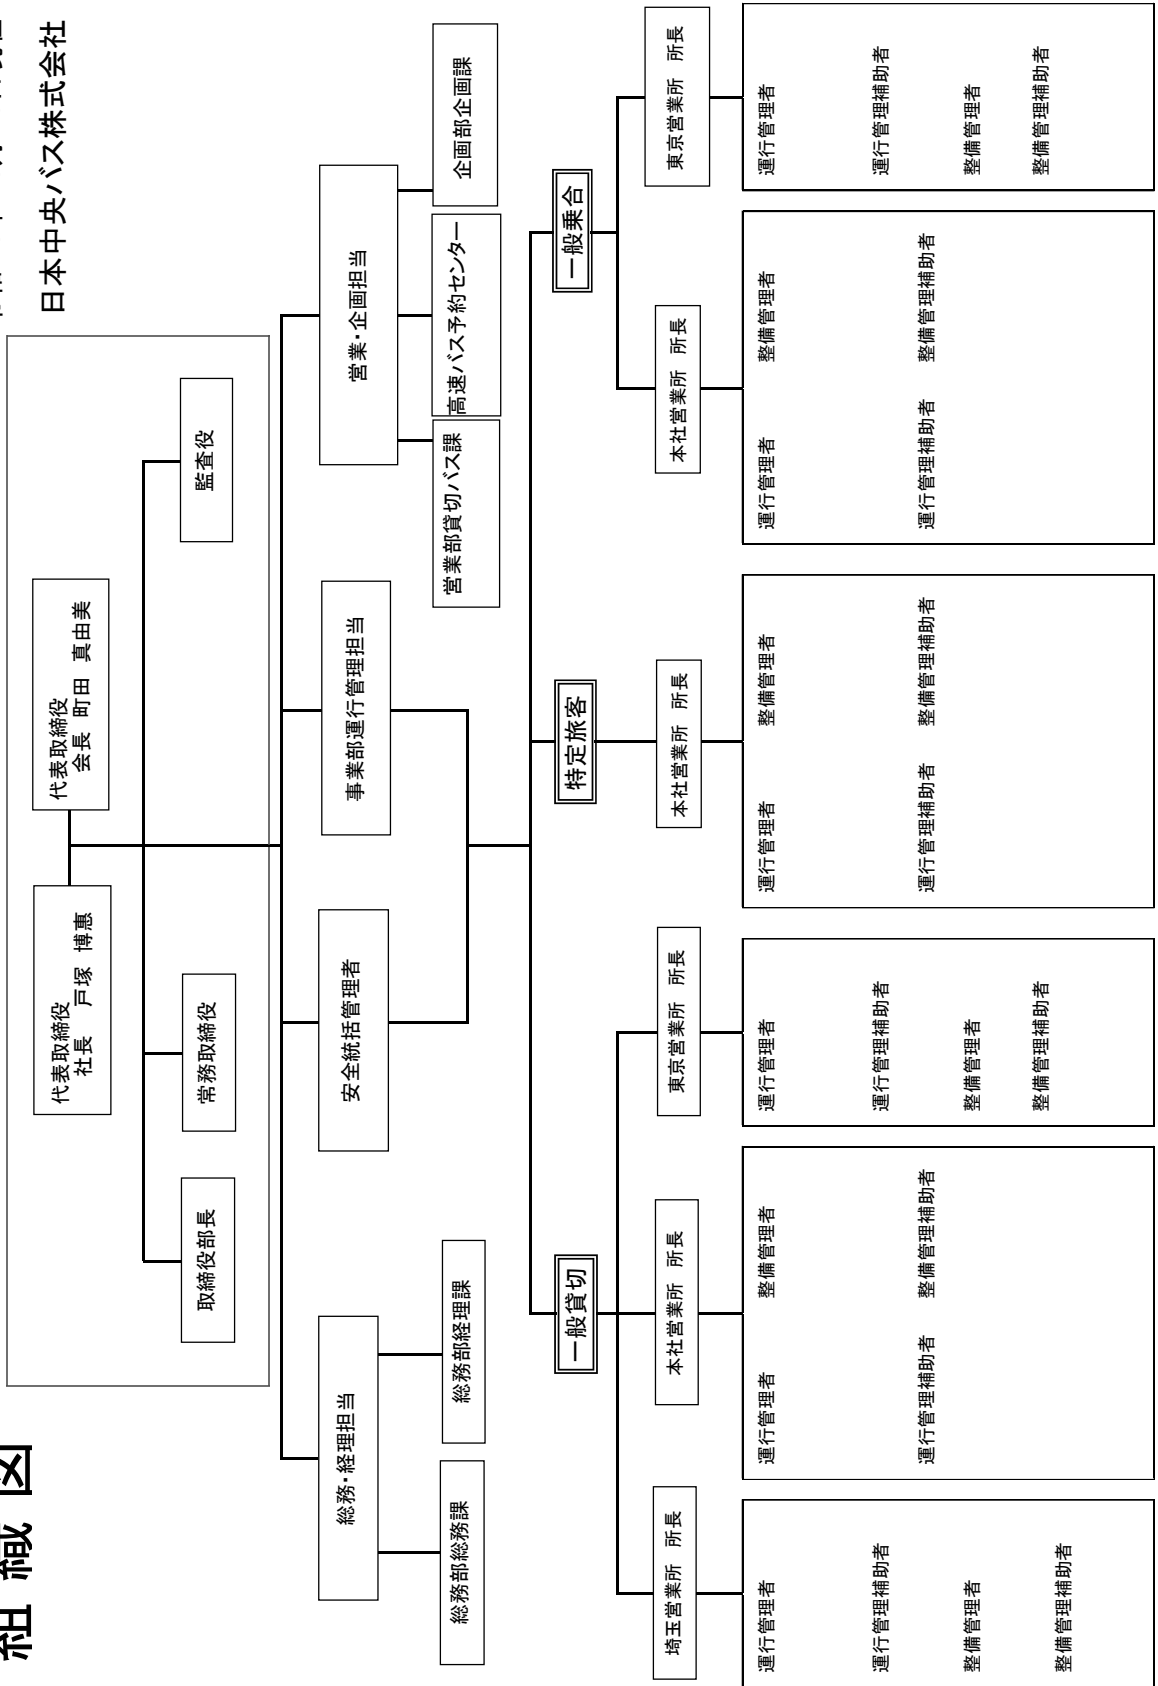 組 織 図
日本中央バス株式会社
代表取締役
社長　戸塚　博惠
代表取締役
会長　町田　真由美
取締役部長
常務取締役
監査役
総務・経理担当
安全統括管理者
事業部運行管理担当
営業・企画担当
総務部総務課
総務部経理課
営業部貸切バス課
高速バス予約センター
企画部企画課
一般貸切
特定旅客
一般乗合
埼玉営業所　所長
本社営業所　所長
東京営業所　所長
本社営業所　所長
本社営業所　所長
東京営業所　所長
運行管理者
運行管理補助者
整備管理者
整備管理補助者
運行管理者
整備管理者
運行管理補助者
整備管理補助者
運行管理者
運行管理補助者
整備管理者
整備管理補助者
運行管理者
整備管理者
運行管理補助者
整備管理補助者
運行管理者
整備管理者
運行管理補助者
整備管理補助者
運行管理者
運行管理補助者
整備管理者
整備管理補助者